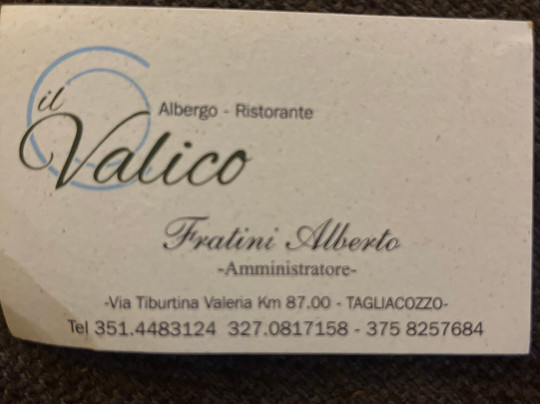 il
Albergo - Ristorante
Valico
Fratini Alberto
-Amministratore-
-Via Tiburtina Valeria Km 87.00 - TAGLIACOZZO-
Tel 351.4483124 327.0817158 - 375 8257684